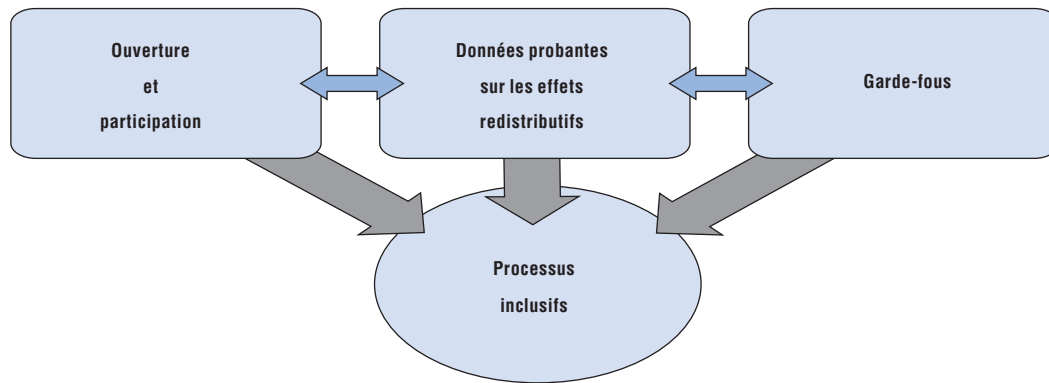 Ouverture
et
participation
Données probantes
sur les effets
redistributifs
Garde-fous
Processus
inclusifs